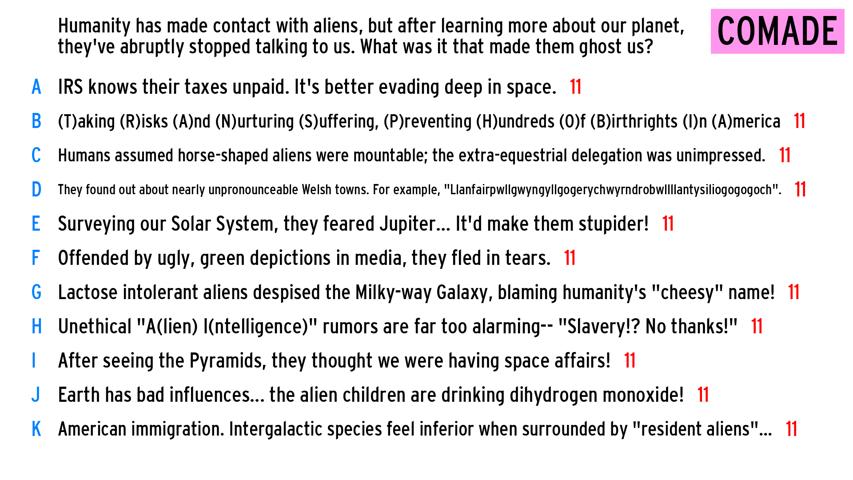 Humanity has made contact with aliens, but after learning more about our planet,
they've abruptly stopped talking to us. What was it that made them ghost us?
COMADE
A IRS knows their taxes unpaid. It's better evading deep in space. 11
B (T)aking (R)isks (A)nd (N)urturing (S)uffering, (P)reventing (H)undreds (O)f (B)irthrights (I)n (A)merica 11
C Humans assumed horse-shaped aliens were mountable; the extra-equestrial delegation was unimpressed. 11
D They found out about nearly unpronounceable Welsh towns. For example, "Llanfairpwllgwyngyllgogerychwyrndrobwllllantysiliogogogoch". 11
E Surveying our Solar System, they feared Jupiter... It'd make them stupider! 11
F Offended by ugly, green depictions in media, they fled in tears. 11
G Lactose intolerant aliens despised the Milky-way Galaxy, blaming humanity's "cheesy" name! 11
H Unethical "A(lien) I(ntelligence)" rumors are far too alarming-- "Slavery!? No thanks!" 11
I After seeing the Pyramids, they thought we were having space affairs! 11
J Earth has bad influences... the alien children are drinking dihydrogen monoxide! 11
K American immigration. Intergalactic species feel inferior when surrounded by "resident aliens"... 11